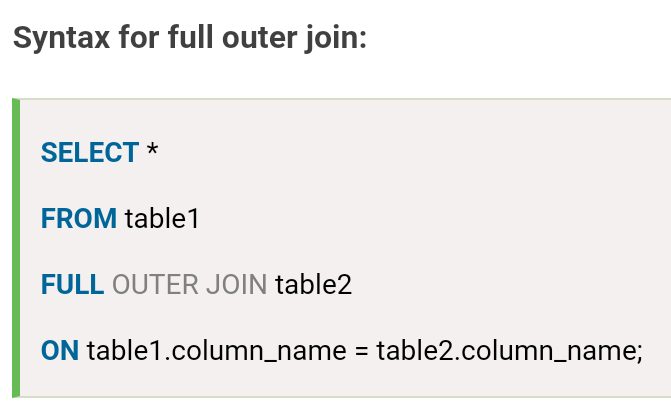 Syntax for full outer join:
SELECT *
FROM table1
FULL OUTER JOIN table2
ON table1.column_name = table2.column_name;